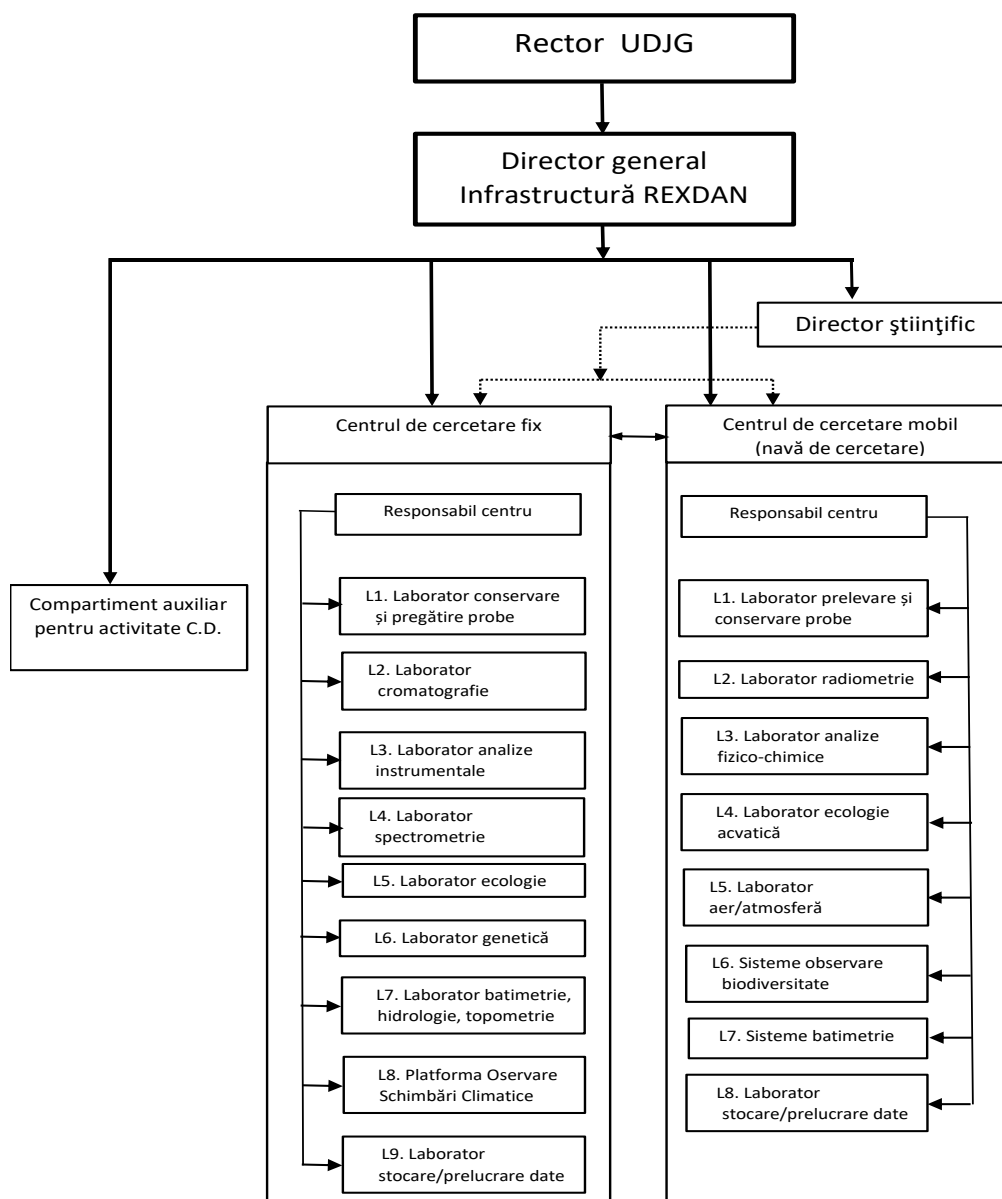 Rector UDJG
Director general
Infrastructură REXDAN
Director ştiinţific
Centrul de cercetare fix
Centrul de cercetare mobil
(navă de cercetare)
Compartiment auxiliar
pentru activitate C.D.
Responsabil centru
L1. Laborator conservare
și pregătire probe
L2. Laborator
cromatografie
L3. Laborator analize
instrumentale
L4. Laborator
spectrometrie
L5. Laborator ecologie
L6. Laborator genetică
L7. Laborator batimetrie,
hidrologie, topometrie
L8. Platforma Oservare
Schimbări Climatice
L9. Laborator
stocare/prelucrare date
Responsabil centru
L1. Laborator prelevare și
conservare probe
L2. Laborator radiometrie
L3. Laborator analize
fizico-chimice
L4. Laborator ecologie
acvatică
L5. Laborator
aer/atmosferă
L6. Sisteme observare
biodiversitate
L7. Sisteme batimetrie
L8. Laborator
stocare/prelucrare date